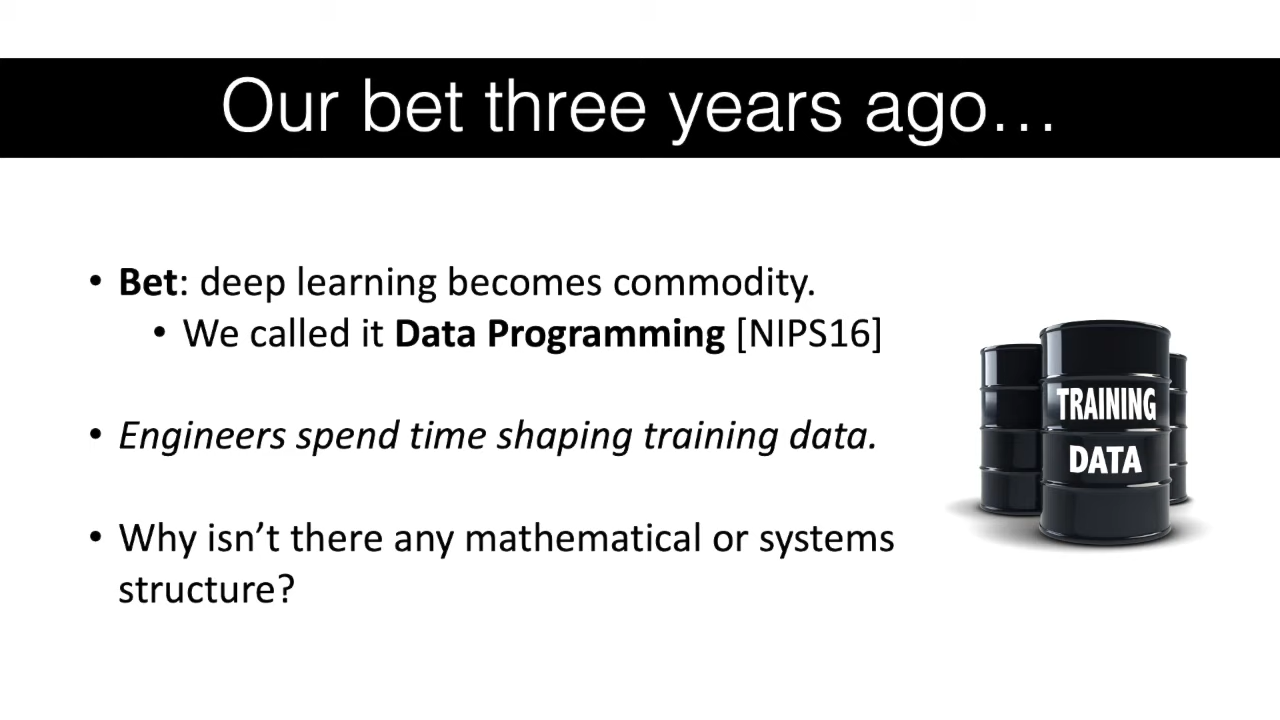 Our bet three years ago…
• Bet: deep learning becomes commodity.
• We called it Data Programming [NIPS16]
• Engineers spend time shaping training data.
• Why isn’t there any mathematical or systems
structure?
TRAINING
DATA